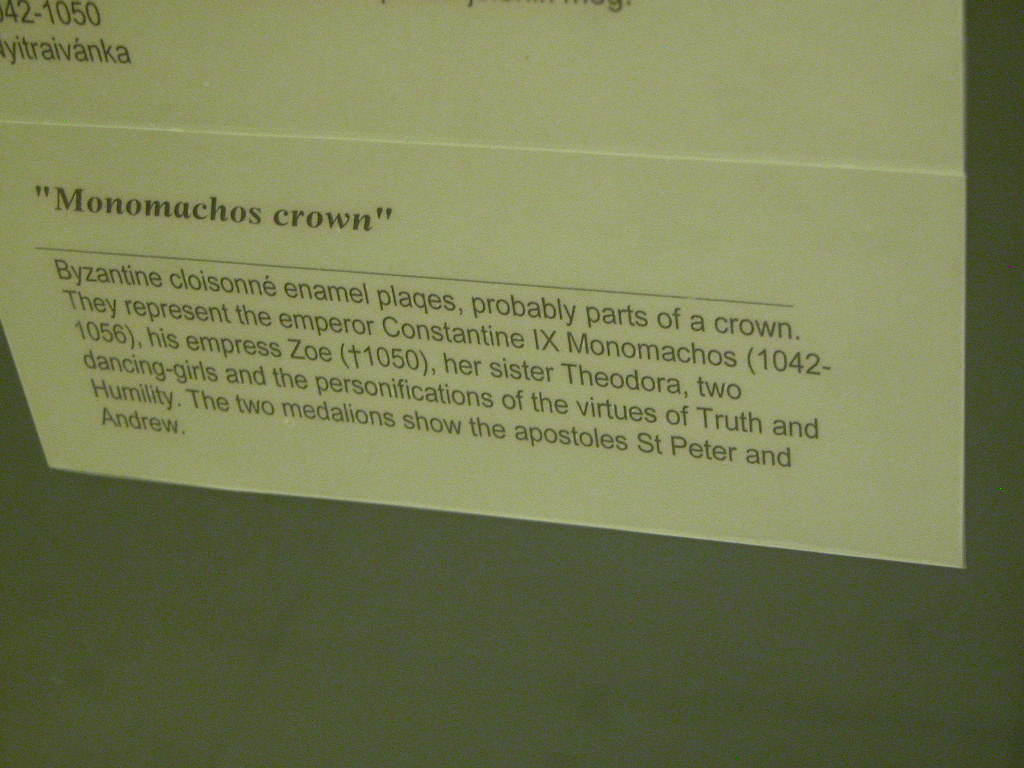 042-1050
Nyitraivánka
"Monomachos crown"
Byzantine cloisonné enamel plaqes, probably parts of a crown.
They represent the emperor Constantine IX Monomachos (1042-
1056), his empress Zoe (†1050), her sister Theodora, two
dancing-girls and the personifications of the virtues of Truth and
Humility. The two medalions show the apostoles St Peter and
Andrew.